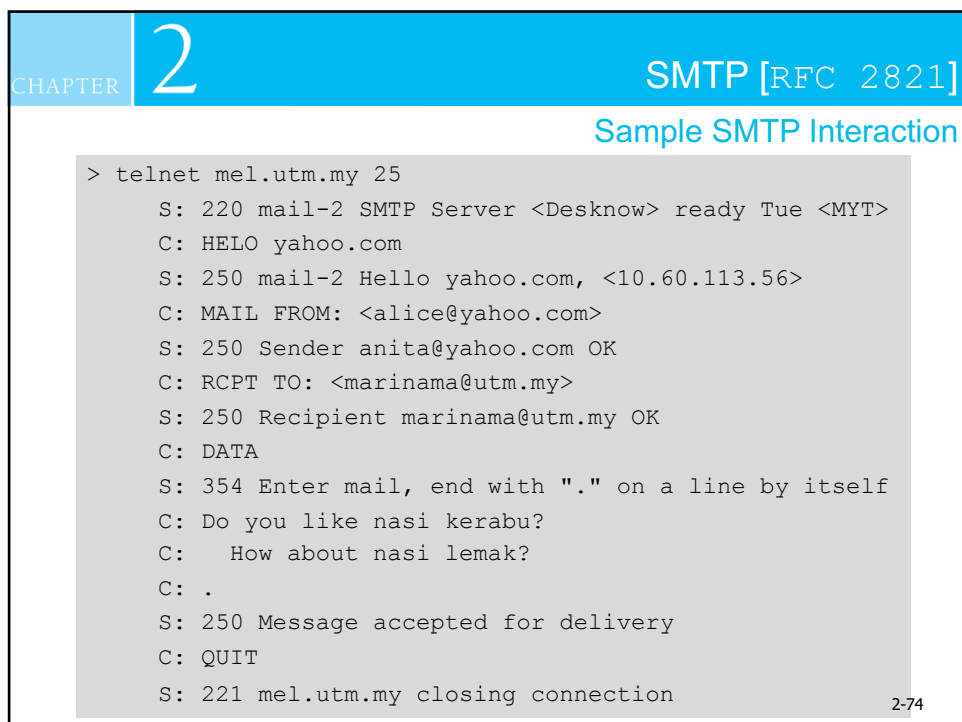 CHAPTER 2
SMTP [RFC 2821]
Sample SMTP Interaction
> telnet mel.utm.my 25
S: 220 mail-2 SMTP Server <Desknow> ready Tue <MYT>
C: HELO yahoo.com
S: 250 mail-2 Hello yahoo.com, <10.60.113.56>
C: MAIL FROM: <alice@yahoo.com>
S: 250 Sender anita@yahoo.com OK
C: RCPT TO: <marinama@utm.my>
S: 250 Recipient marinama@utm.my OK
C: DATA
S: 354 Enter mail, end with "." on a line by itself
C: Do you like nasi kerabu?
C:   How about nasi lemak?
C: .
S: 250 Message accepted for delivery
C: QUIT
S: 221 mel.utm.my closing connection
2-74